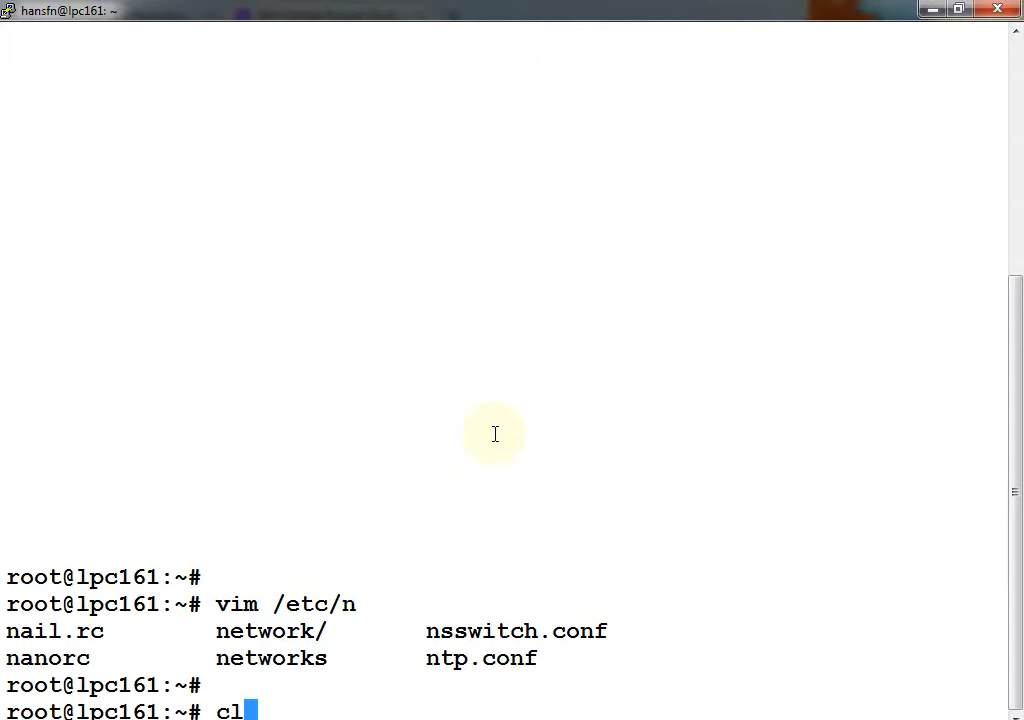 hansfn@lpc161: ~
root@lpc161:~#
root@lpc161:~# vim /etc/n
nail.rc network/ nsswitch.conf
nanorc networks ntp.conf
root@lpc161:~#
root@lpc161:~# cl